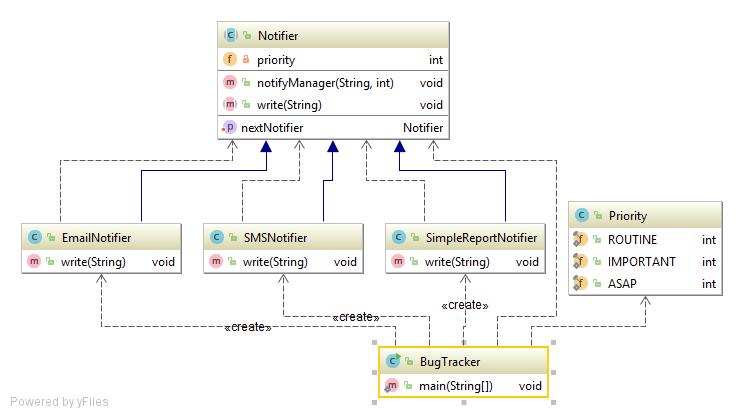 Notifier
priority int
notifyManager(String, int) void
write(String) void
nextNotifier Notifier
EmailNotifier
write(String) void
SMSNotifier
write(String) void
SimpleReportNotifier
write(String) void
Priority
ROUTINE int
IMPORTANT int
ASAP int
«create»
«create»
«create»
BugTracker
main(String[]) void
Powered by yFiles